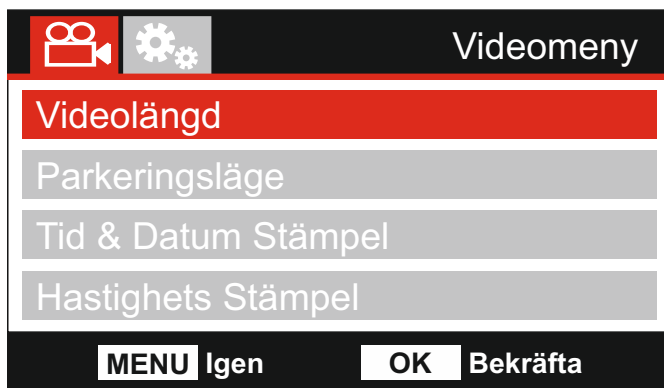 Videomeny
Videolängd
Parkeringsläge
Tid & Datum Stämpel
Hastighets Stämpel
MENU Igen OK Bekräfta